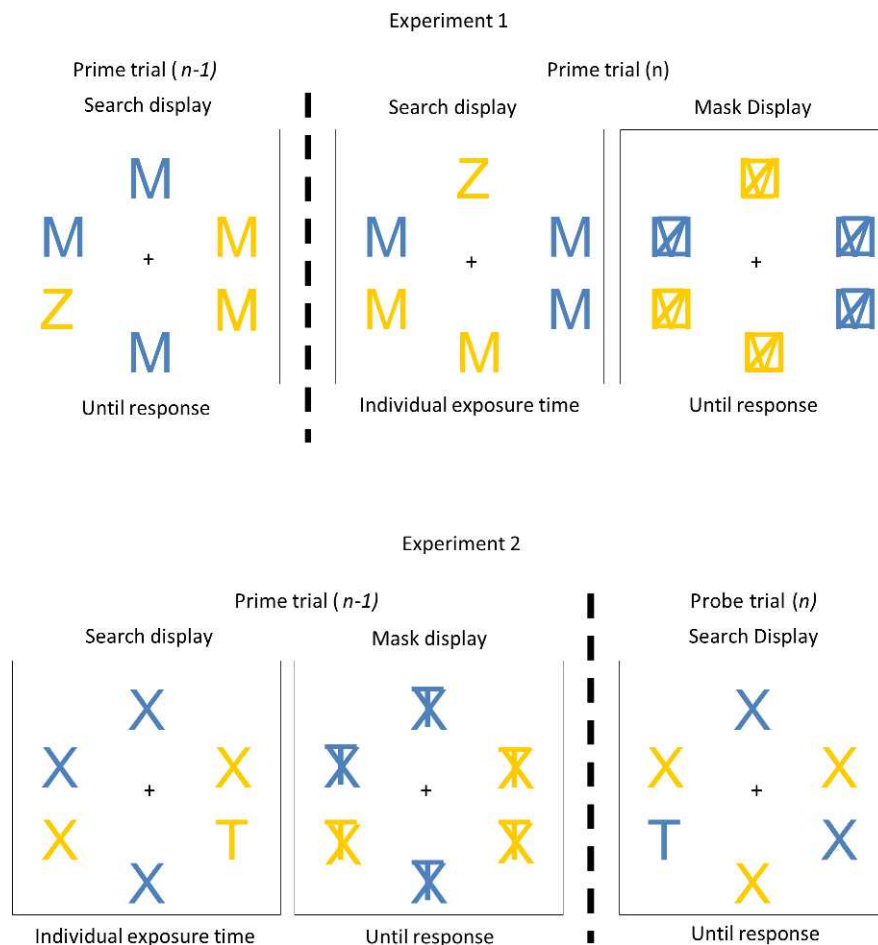 Experiment 1
Prime trial ( n-1) Prime trial (n)
Search display Search display Mask Display
M Z
M M M M
+ + +
Z M M M
M M
Until response Individual exposure time Until response
Experiment 2
Prime trial ( n-1) Probe trial (n)
Search display Mask display Search Display
X X
X X X X
+ + +
X T T X
X X
Individual exposure time Until response Until response